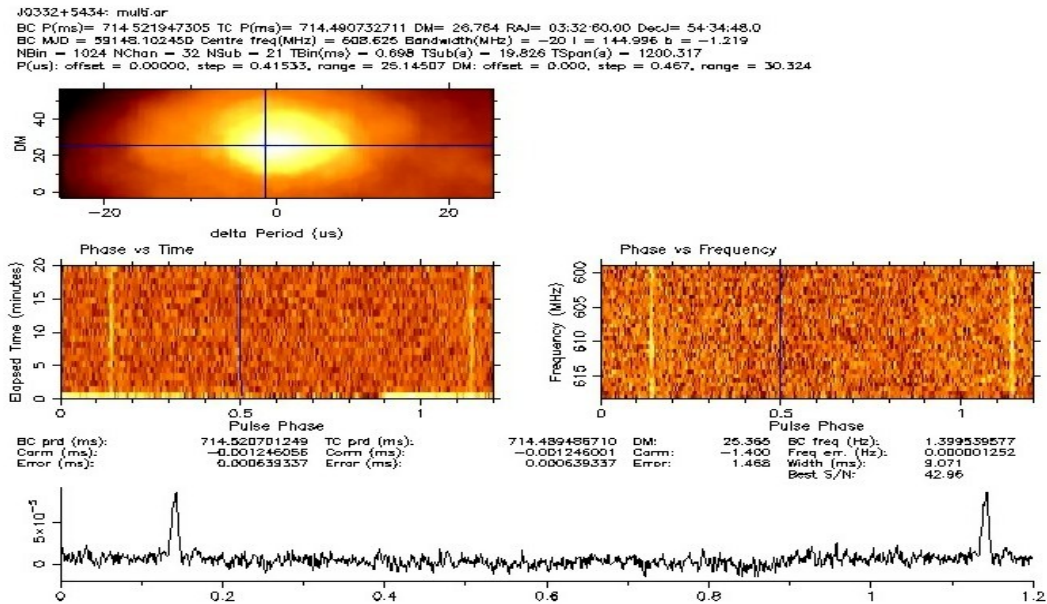 J0332+5434: multi.ar
BC P(ms)= 714.521947305 TC P(ms)= 714.490732711 DM= 26.764 RAJ= 03:32:60.00 DecJ= 54:34:48.0
BC MJD = 59148.102450 Centre freq(MHz) = 608.625 Bandwidth(MHz) = -20 l = 144.996 b = -1.219
NBin = 1024 NChan = 32 NSub = 21 TBin(ms) = 0.698 TSub(s) = 19.826 TSpan(s) = 1200.317
P(us): offset = 0.00000, step = 0.41533, range = 25.14507 DM: offset = 0.000, step = 0.467, range = 30.324
DM
40
20
0
-20 0 20
delta Period (us)
Phase vs Time
Elapsed Time (minutes)
20
15
10
5
0
0 0.5 1
Pulse Phase
Phase vs Frequency
Frequency (MHz)
600
605
610
615
0 0.5 1
Pulse Phase
BC prd (ms): 714.520701249 TC prd (ms): 714.489486710 DM: 25.365 BC freq (Hz): 1.399539577
Corrn (ms): -0.001246056 Corrn (ms): -0.001246001 Corrn: -1.400 Freq err. (Hz): 0.000001252
Error (ms): 0.000639337 Error (ms): 0.000639337 Error: 1.468 Width (ms): 9.071
Best S/N: 42.96
5×10⁻⁵
0
0 0.2 0.4 0.6 0.8 1 1.2